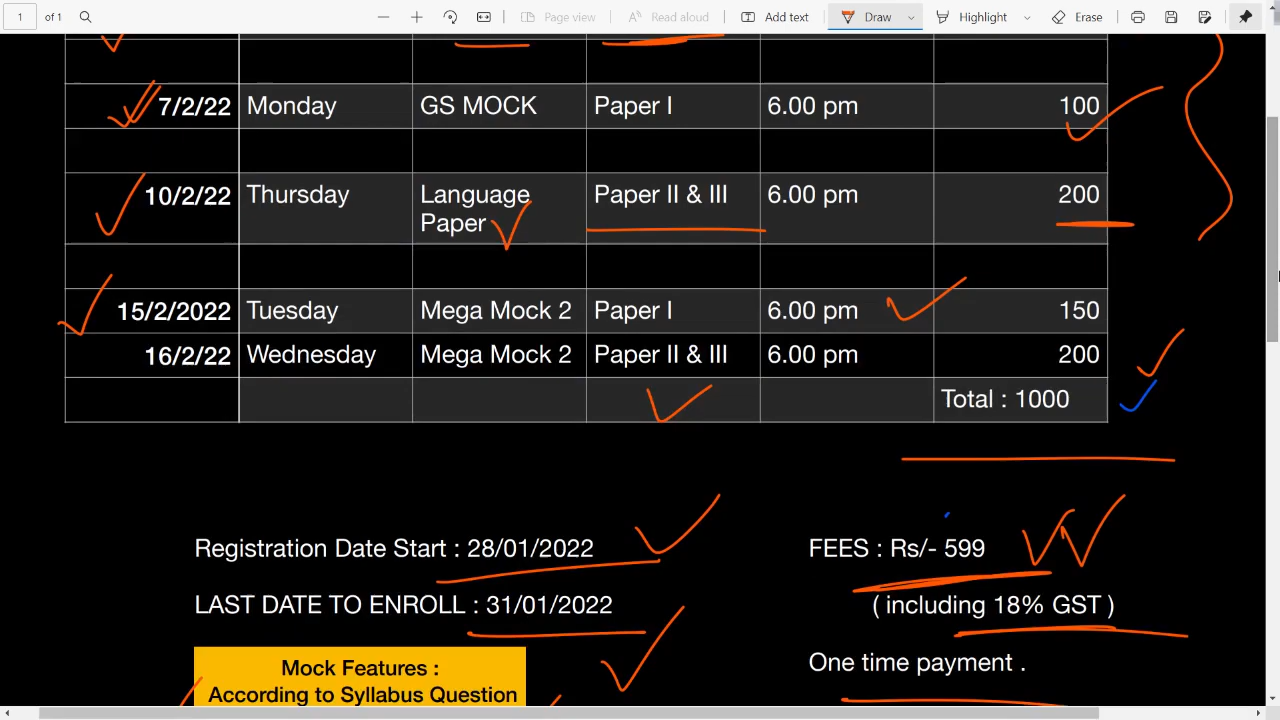 1 of 1 Page view Read aloud Add text Draw Highlight Erase
7/2/22 Monday GS MOCK Paper I 6.00 pm 100
10/2/22 Thursday Language Paper II & III 6.00 pm 200
Paper
15/2/2022 Tuesday Mega Mock 2 Paper I 6.00 pm 150
16/2/22 Wednesday Mega Mock 2 Paper II & III 6.00 pm 200
Total : 1000
Registration Date Start : 28/01/2022
LAST DATE TO ENROLL : 31/01/2022
FEES : Rs/- 599
( including 18% GST )
One time payment .
Mock Features :
According to Syllabus Question